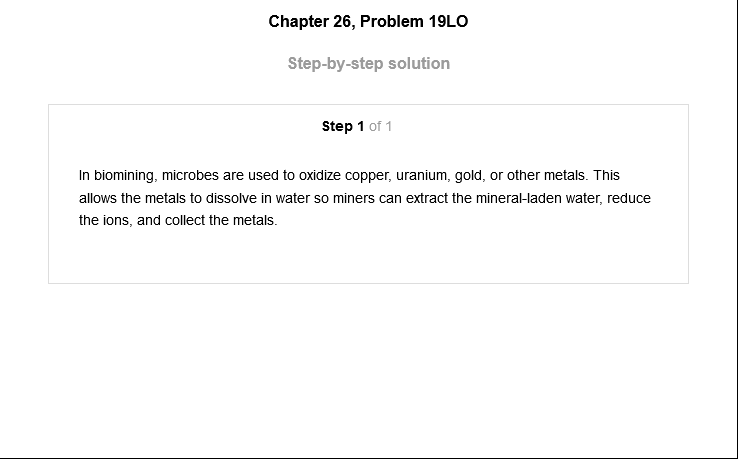 Chapter 26, Problem 19LO
Step-by-step solution
Step 1 of 1
In biomining, microbes are used to oxidize copper, uranium, gold, or other metals. This
allows the metals to dissolve in water so miners can extract the mineral-laden water, reduce
the ions, and collect the metals.